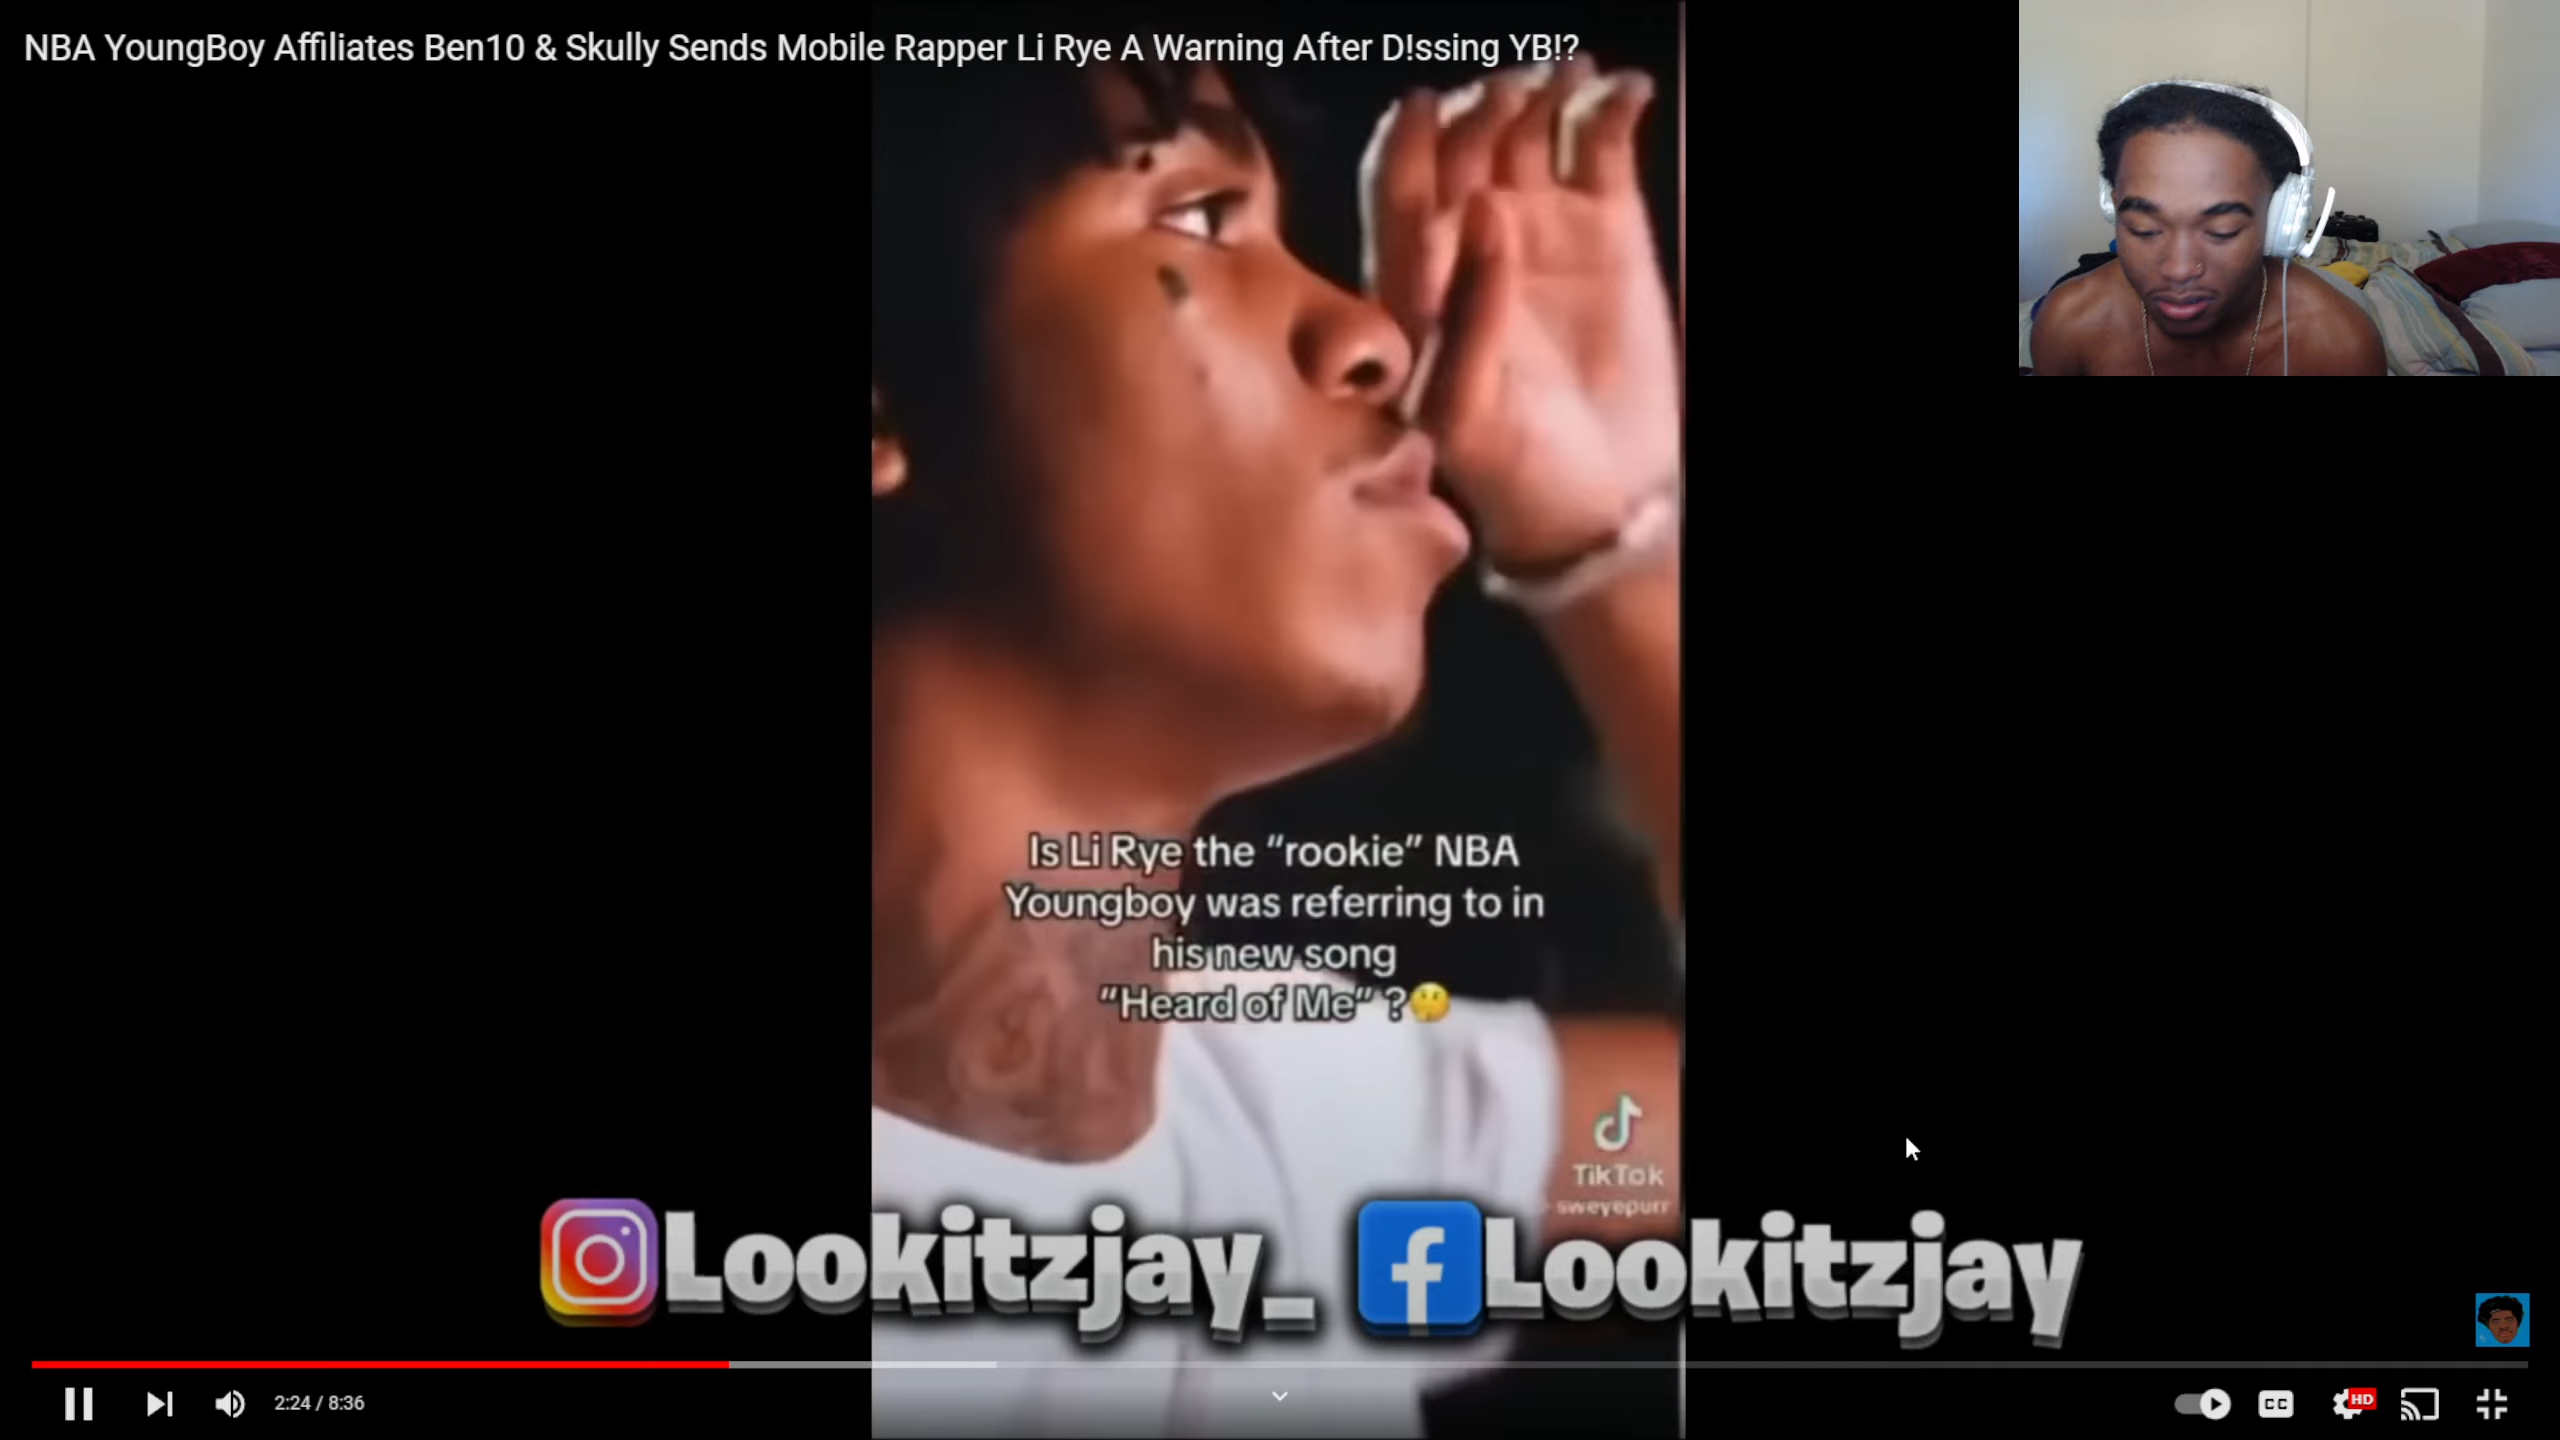 NBA YoungBoy Affiliates Ben10 & Skully Sends Mobile Rapper Li Rye A Warning After D!ssing YB!?
Is Li Rye the “rookie” NBA
Youngboy was referring to in
his new song
“Heard of Me” ?🤔
TikTok
sweyepurr
Lookitzjay_ Lookitzjay
2:24 / 8:36
CC
HD